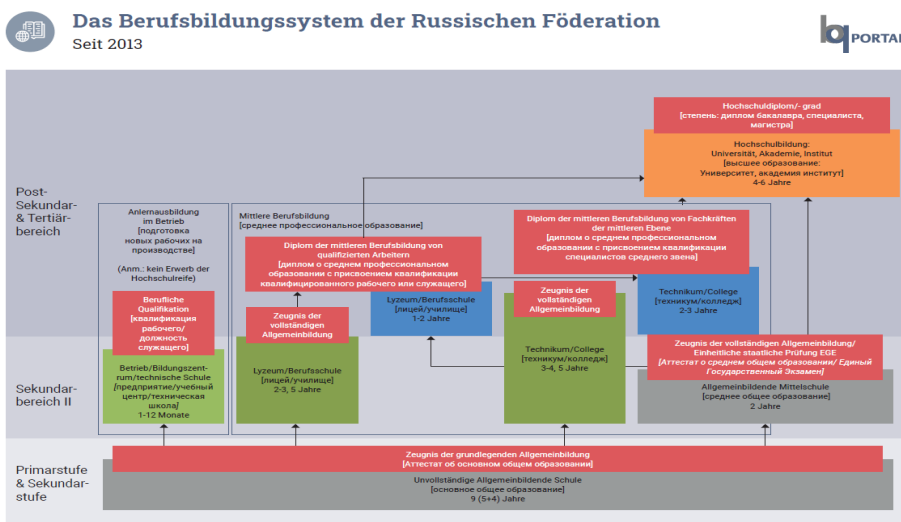 Das Berufsbildungssystem der Russischen Föderation
Seit 2013
bq PORTAL
Hochschuldiplom/- grad
[степень: диплом бакалавра, специалиста,
магистра]
Hochschulbildung:
Universität, Akademie, Institut
[высшее образование:
Университет, академия институт]
4-6 Jahre
Post-
Sekundar-
& Tertiär-
bereich
Anlernausbildung
im Betrieb
[подготовка
новых рабочих на
производстве]
(Anm.: kein Erwerb der
Hochschulreife)
Mittlere Berufsbildung
[среднее профессиональное образование]
Diplom der mittleren Berufsbildung von
qualifizierten Arbeitern
[диплом о среднем профессиональном
образовании с присвоением квалификации
квалифицированного рабочего или служащего]
Diplom der mittleren Berufsbildung von Fachkräften
der mittleren Ebene
[диплом о среднем профессиональном
образовании с присвоением квалификации
специалистов среднего звена]
Berufliche
Qualifikation
[квалификация
рабочего/
должность
служащего]
Zeugnis der
vollständigen
Allgemeinbildung
Lyzeum/Berufsschule
[лицей/училище]
1-2 Jahre
Zeugnis der
vollständigen
Allgemeinbildung
Technikum/College
[техникум/колледж]
2-3 Jahre
Sekundar-
bereich II
Betrieb/Bildungszent-
rum/technische Schule
[предприятие/учебный
центр/техническая
школа]
1-12 Monate
Lyzeum/Berufsschule
[лицей/училище]
2-3, 5 Jahre
Technikum/College
[техникум/колледж]
3-4, 5 Jahre
Zeugnis der vollständigen Allgemeinbildung/
Einheitliche staatliche Prüfung EGE
[Аттестат о среднем общем образовании/ Единый
Государственный Экзамен]
Allgemeinbildende Mittelschule
[среднее общее образование]
2 Jahre
Primarstufe
& Sekundar-
stufe
Zeugnis der grundlegenden Allgemeinbildung
[Аттестат об основном общем образовании]
Unvollständige Allgemeinbildende Schule
[основное общее образование]
9 (5+4) Jahre